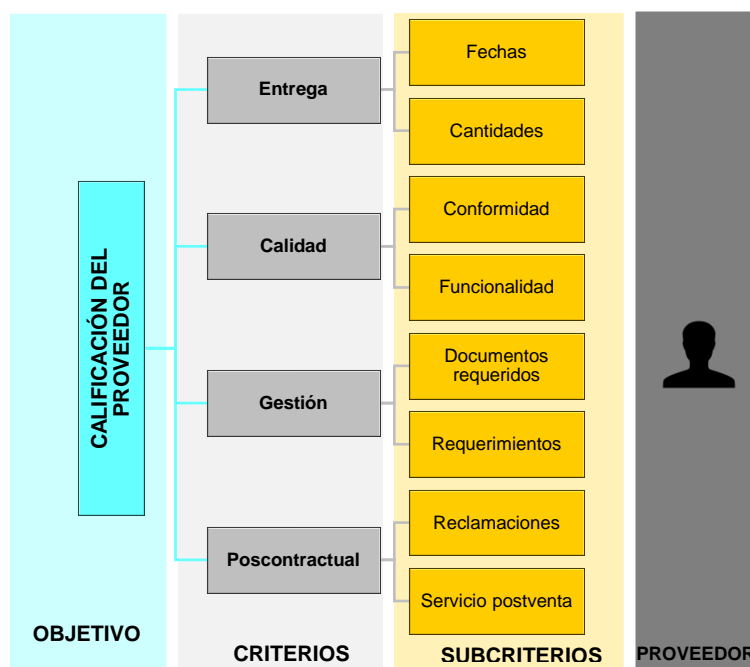 CALIFICACIÓN DEL
PROVEEDOR
OBJETIVO
Entrega
Calidad
Gestión
Poscontractual
CRITERIOS
Fechas
Cantidades
Conformidad
Funcionalidad
Documentos
requeridos
Requerimientos
Reclamaciones
Servicio postventa
SUBCRITERIOS
PROVEEDOR